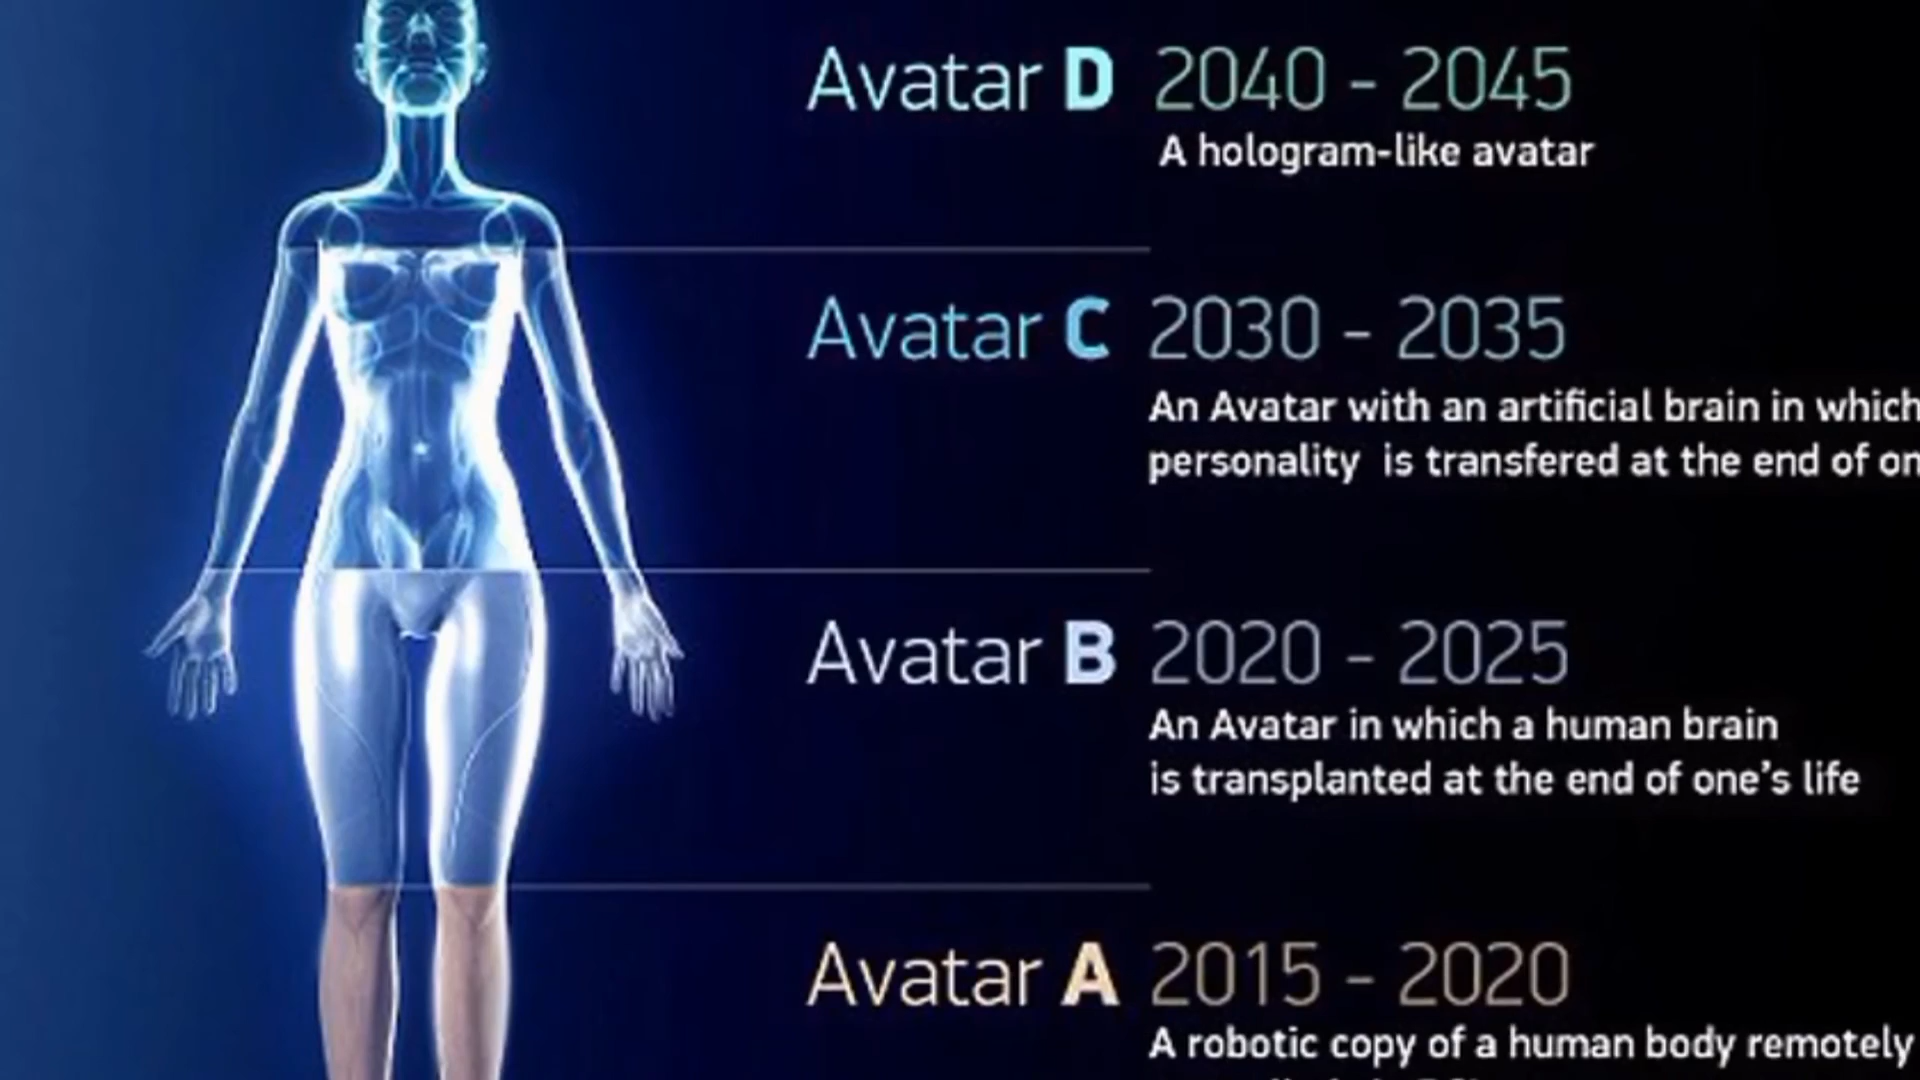 Avatar D 2040 - 2045
A hologram-like avatar
Avatar C 2030 - 2035
An Avatar with an artificial brain in which
personality is transfered at the end of
Avatar B 2020 - 2025
An Avatar in which a human brain
is transplanted at the end of one's life
Avatar A 2015 - 2020
A robotic copy of a human body remotely